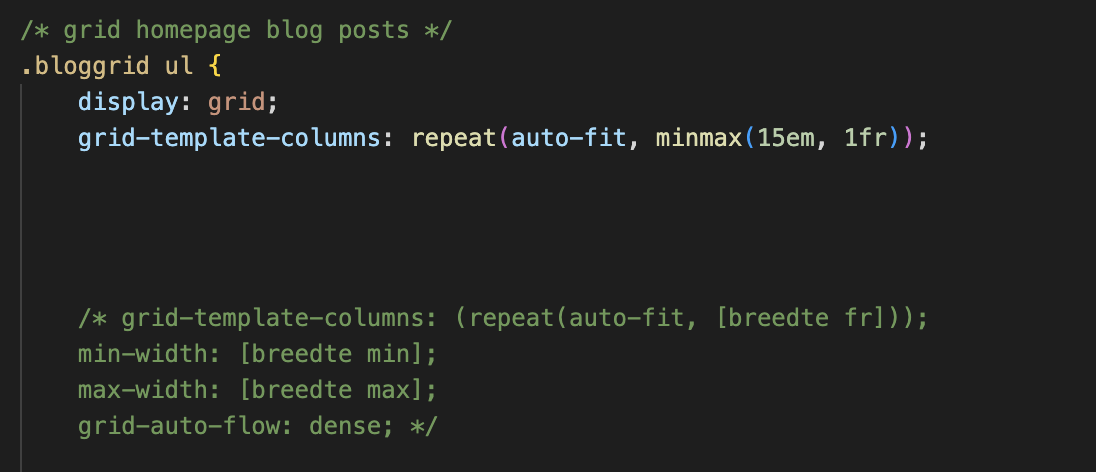 /* grid homepage blog posts */
.bloggrid ul {
display: grid;
grid-template-columns: repeat(auto-fit, minmax(15em, 1fr));
/* grid-template-columns: (repeat(auto-fit, [breedte fr]));
min-width: [breedte min];
max-width: [breedte max];
grid-auto-flow: dense; */